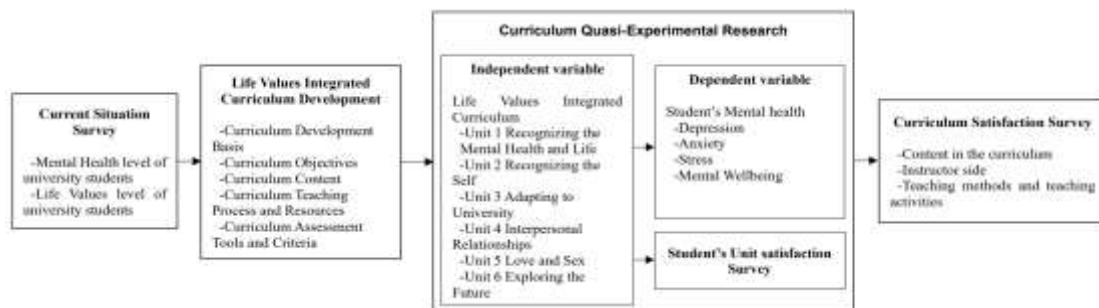 Current Situation
Survey
-Mental Health level of
university students
-Life Values level of
university students
Life Values Integrated
Curriculum Development
-Curriculum Development
Basis
-Curriculum Objectives
-Curriculum Content
-Curriculum Teaching
Process and Resources
-Curriculum Assessment
Tools and Criteria
Curriculum Quasi-Experimental Research
Independent variable
Life Values Integrated
Curriculum
-Unit 1 Recognizing the
Mental Health and Life
-Unit 2 Recognizing the
Self
-Unit 3 Adapting to
University
-Unit 4 Interpersonal
Relationships
-Unit 5 Love and Sex
-Unit 6 Exploring the
Future
Dependent variable
Student's Mental health
-Depression
-Anxiety
-Stress
-Mental Wellbeing
Student's Unit satisfaction
Survey
Curriculum Satisfaction Survey
-Content in the curriculum
-Instructor side
-Teaching methods and teaching
activities